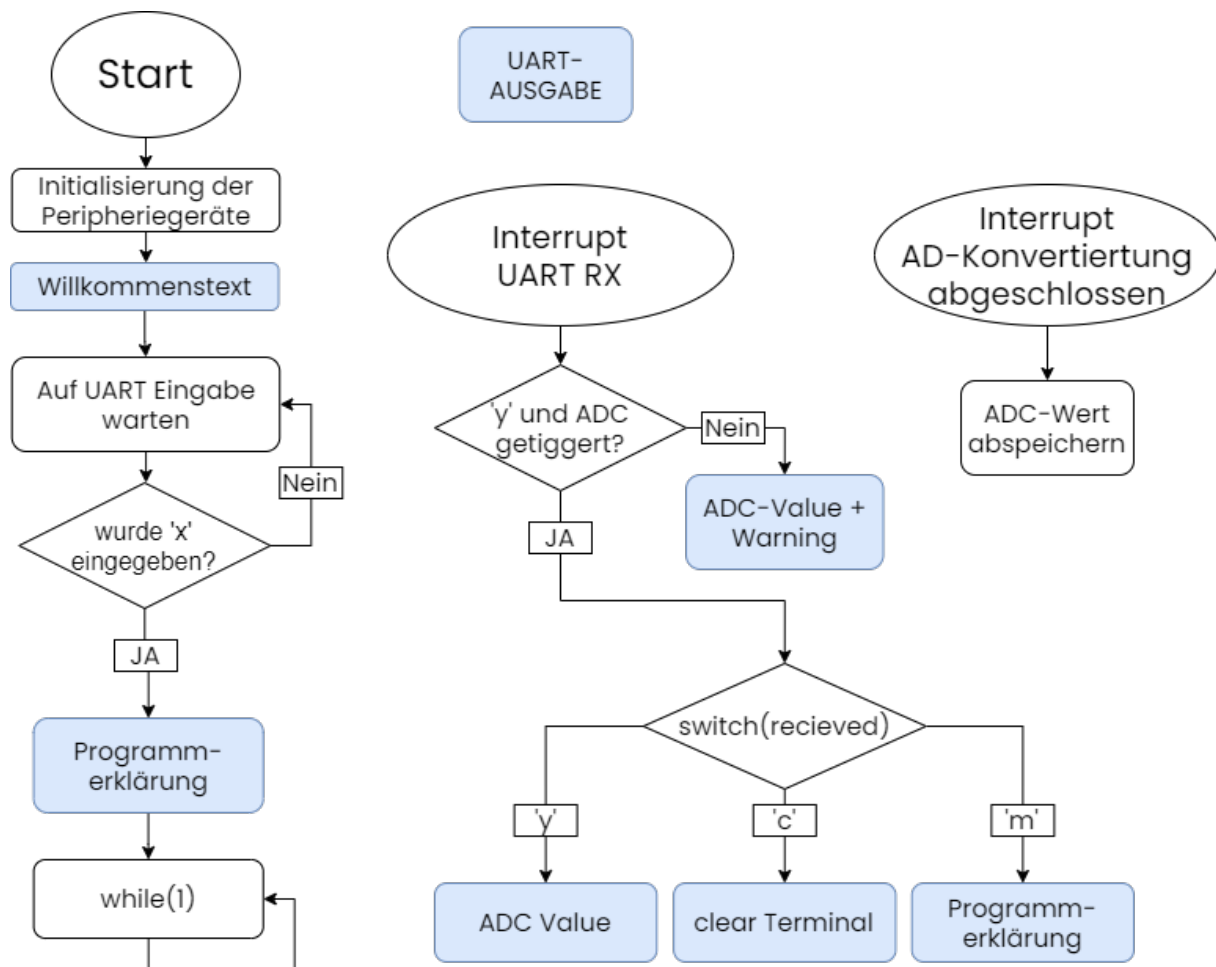 Start
Initialisierung der
Peripheriegeräte
Willkommenstext
Auf UART Eingabe
warten
Nein
wurde 'x'
eingegeben?
JA
Programm-
erklärung
while(1)
UART-
AUSGABE
Interrupt
UART RX
'y' und ADC
getiggert?
Nein
ADC-Value +
Warning
JA
switch(recieved)
'y'
'c'
'm'
ADC Value
clear Terminal
Programm-
erklärung
Interrupt
AD-Konvertiertung
abgeschlossen
ADC-Wert
abspeichern